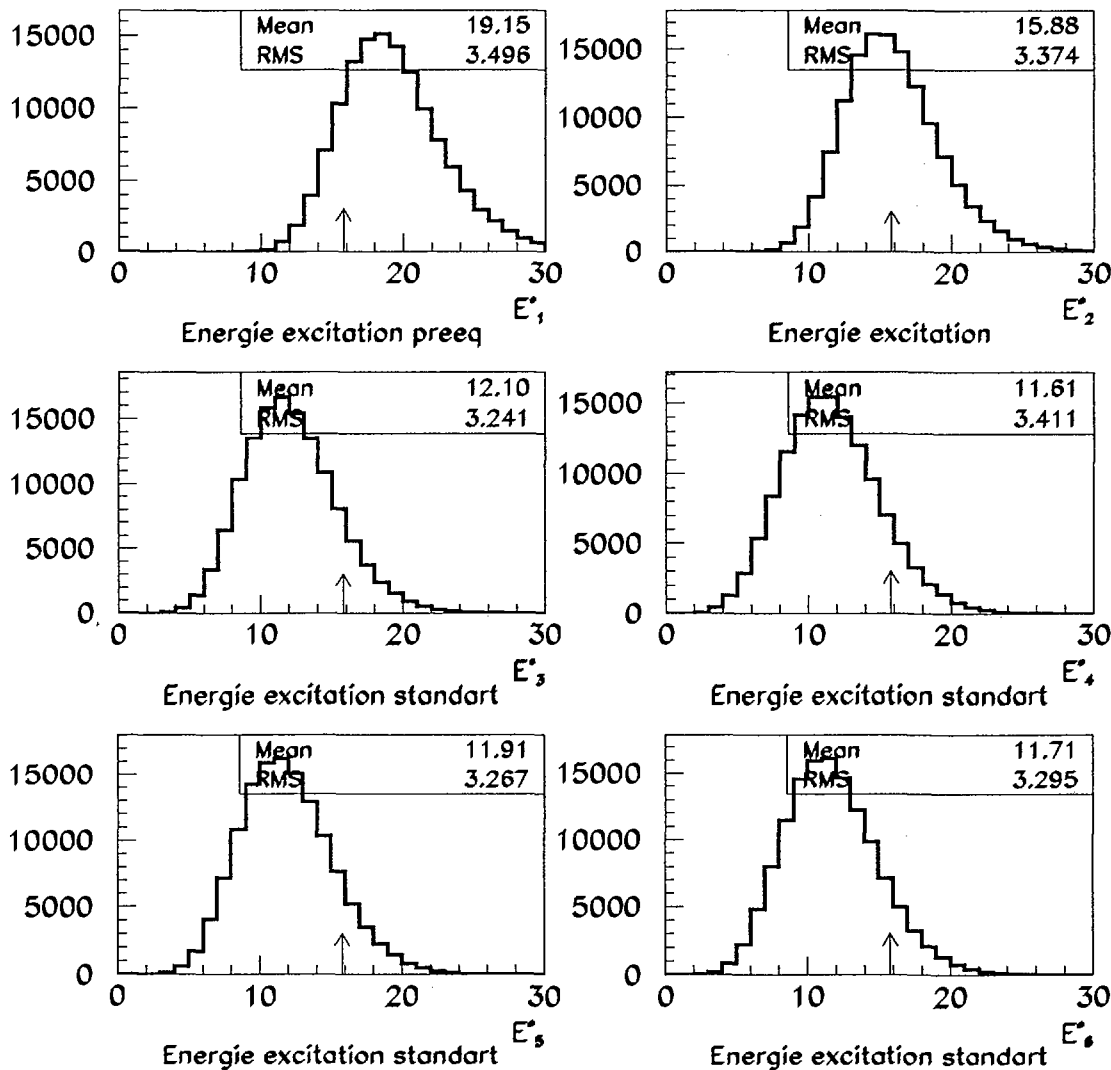 Mean 19.15
RMS 3.496
15000
10000
5000
0
0 10 20 30
E*1
Energie excitation preeq
Mean 15.88
RMS 3.374
15000
10000
5000
0
0 10 20 30
E*2
Energie excitation
Mean 12.10
RMS 3.241
15000
10000
5000
0
0 10 20 30
E*3
Energie excitation standart
Mean 11.61
RMS 3.411
15000
10000
5000
0
0 10 20 30
E*4
Energie excitation standart
Mean 11.91
RMS 3.267
15000
10000
5000
0
0 10 20 30
E*5
Energie excitation standart
Mean 11.71
RMS 3.295
15000
10000
5000
0
0 10 20 30
E*6
Energie excitation standart